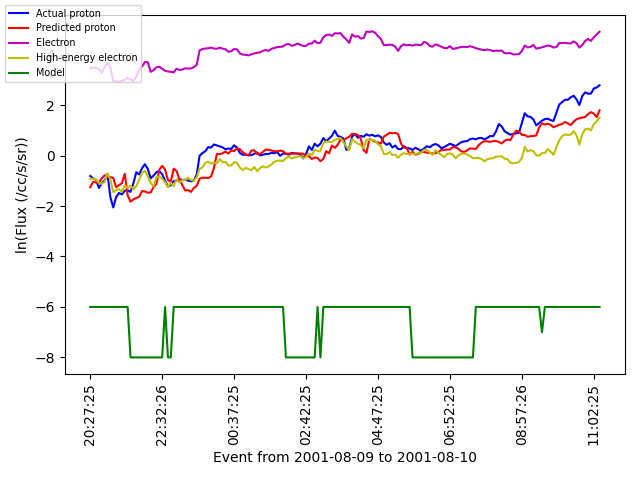 Actual proton
Predicted proton
Electron
High-energy electron
Model
ln(Flux (/cc/s/sr))
2
0
−2
−4
−6
−8
20:27:25
22:32:26
00:37:25
02:42:25
04:47:25
06:52:25
08:57:26
11:02:25
Event from 2001-08-09 to 2001-08-10